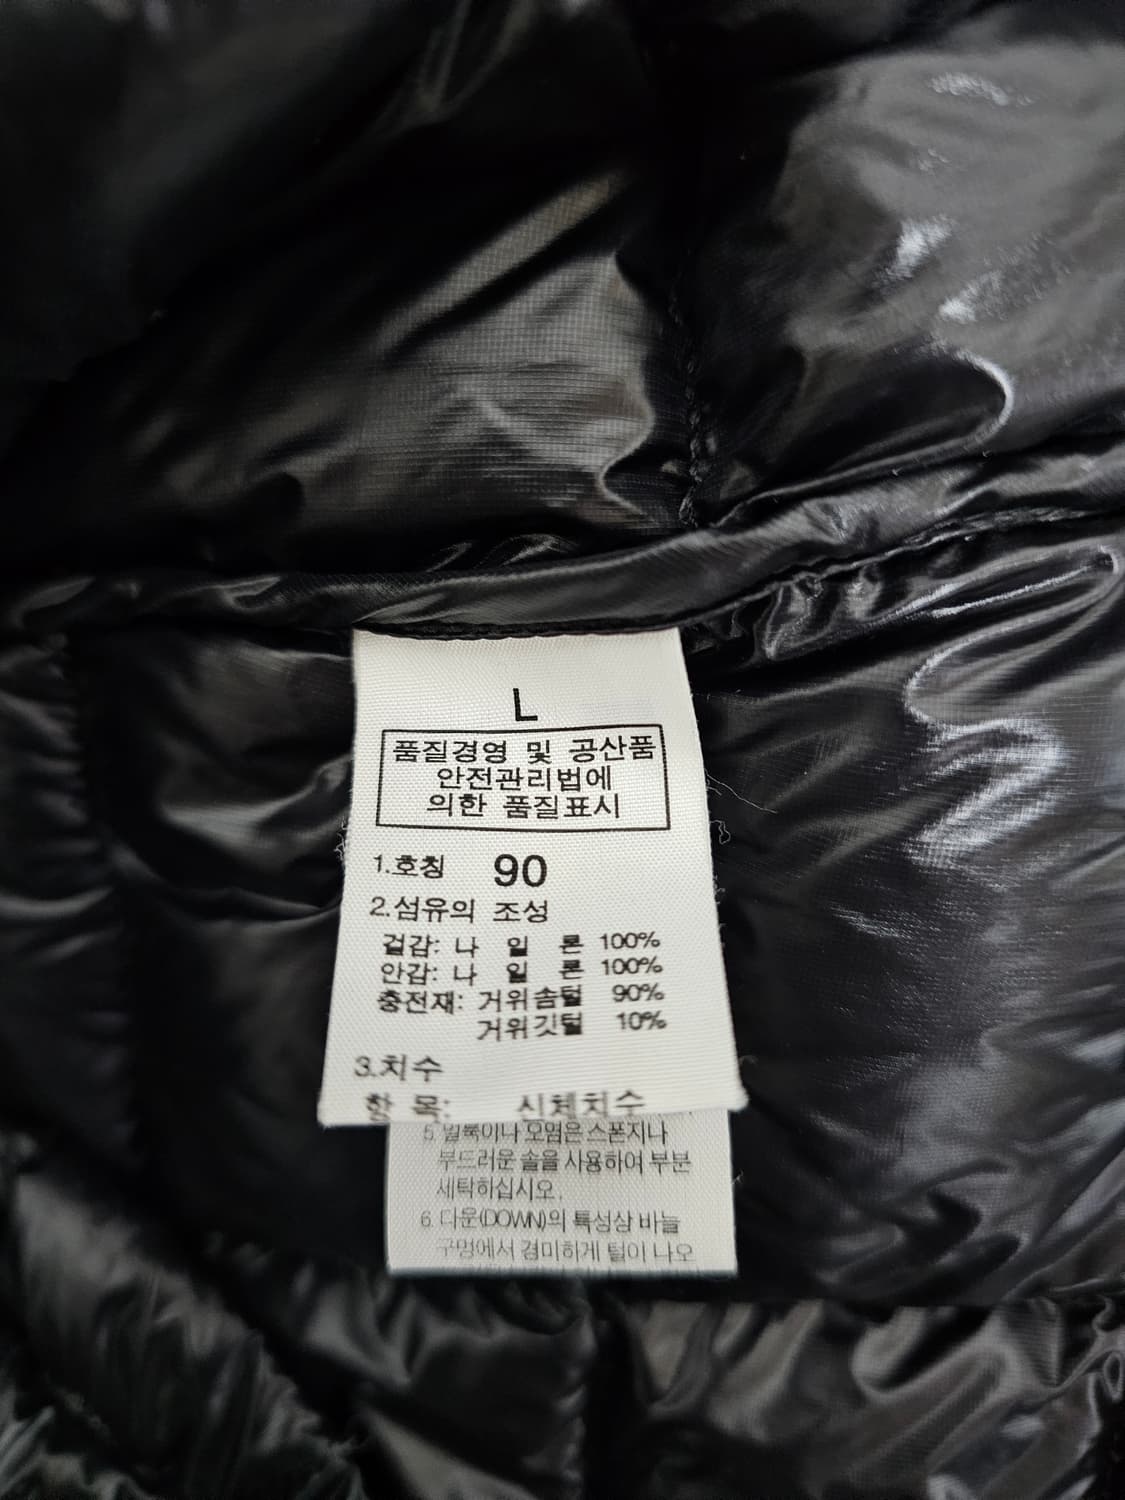 L
품질경영 및 공산품
안전관리법에
의한 품질표시
1.호칭 90
2.섬유의 조성
겉감: 나 일 론 100%
안감: 나 일 론 100%
충전재: 거위솜털 90%
거위깃털 10%
3.치수
항 목: 신체치수
5. 얼룩이나 오염은 스폰지나
부드러운 솔을 사용하여 부분
세탁하십시오.
6. 다운(DOWN)의 특성상 바늘
구멍에서 경미하게 털이 나오